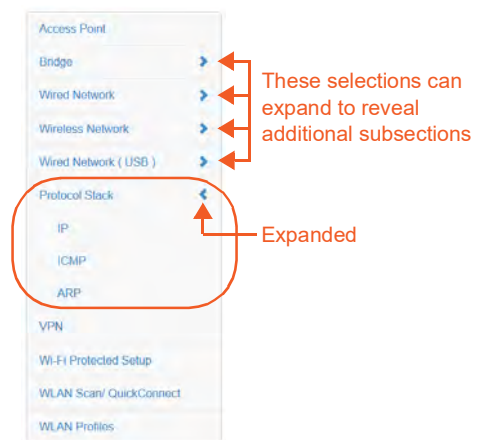 Access Point
Bridge
Wired Network
Wireless Network
Wired Network ( USB )
These selections can
expand to reveal
additional subsections
Protocol Stack
IP
Expanded
ICMP
ARP
VPN
Wi-Fi Protected Setup
WLAN Scan/ QuickConnect
WLAN Profiles